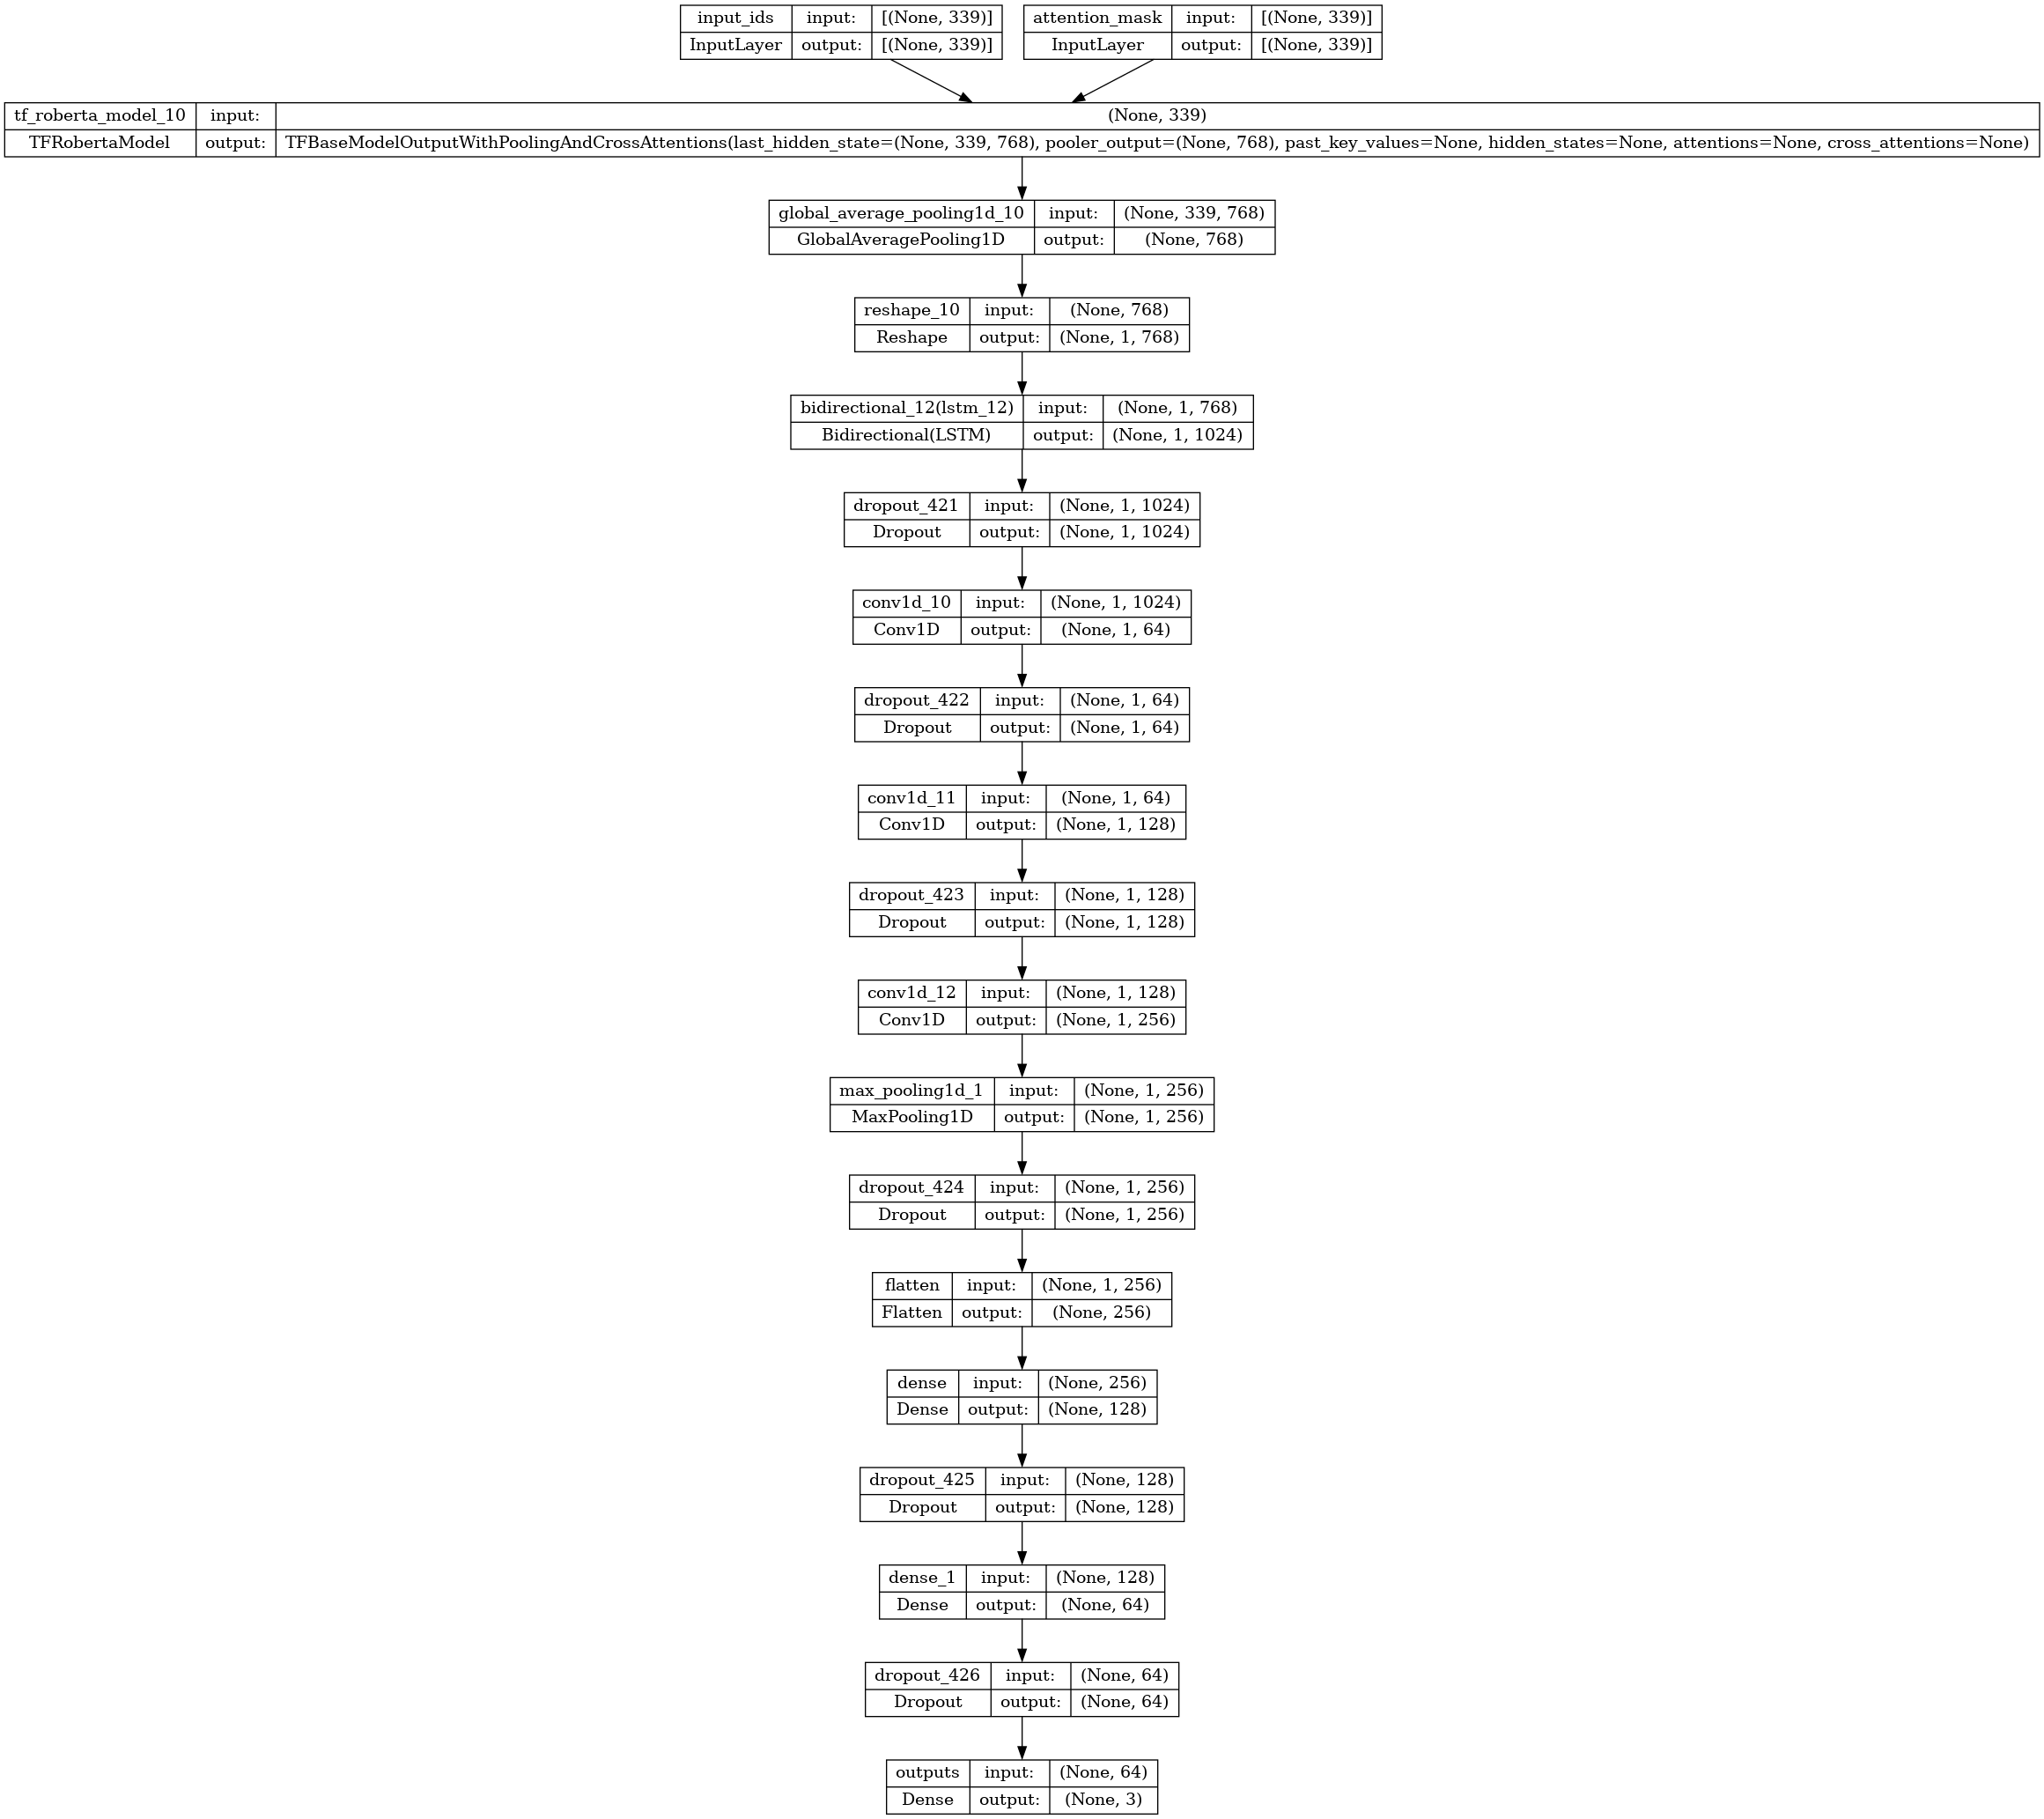 input_ids input: [(None, 339)]
InputLayer output: [(None, 339)]
attention_mask input: [(None, 339)]
InputLayer output: [(None, 339)]
tf_roberta_model_10 input: (None, 339)
TFRobertaModel output: TFBaseModelOutputWithPoolingAndCrossAttentions(last_hidden_state=(None, 339, 768), pooler_output=(None, 768), past_key_values=None, hidden_states=None, attentions=None, cross_attentions=None)
global_average_pooling1d_10 input: (None, 339, 768)
GlobalAveragePooling1D output: (None, 768)
reshape_10 input: (None, 768)
Reshape output: (None, 1, 768)
bidirectional_12(lstm_12) input: (None, 1, 768)
Bidirectional(LSTM) output: (None, 1, 1024)
dropout_421 input: (None, 1, 1024)
Dropout output: (None, 1, 1024)
conv1d_10 input: (None, 1, 1024)
Conv1D output: (None, 1, 64)
dropout_422 input: (None, 1, 64)
Dropout output: (None, 1, 64)
conv1d_11 input: (None, 1, 64)
Conv1D output: (None, 1, 128)
dropout_423 input: (None, 1, 128)
Dropout output: (None, 1, 128)
conv1d_12 input: (None, 1, 128)
Conv1D output: (None, 1, 256)
max_pooling1d_1 input: (None, 1, 256)
MaxPooling1D output: (None, 1, 256)
dropout_424 input: (None, 1, 256)
Dropout output: (None, 1, 256)
flatten input: (None, 1, 256)
Flatten output: (None, 256)
dense input: (None, 256)
Dense output: (None, 128)
dropout_425 input: (None, 128)
Dropout output: (None, 128)
dense_1 input: (None, 128)
Dense output: (None, 64)
dropout_426 input: (None, 64)
Dropout output: (None, 64)
outputs input: (None, 64)
Dense output: (None, 3)